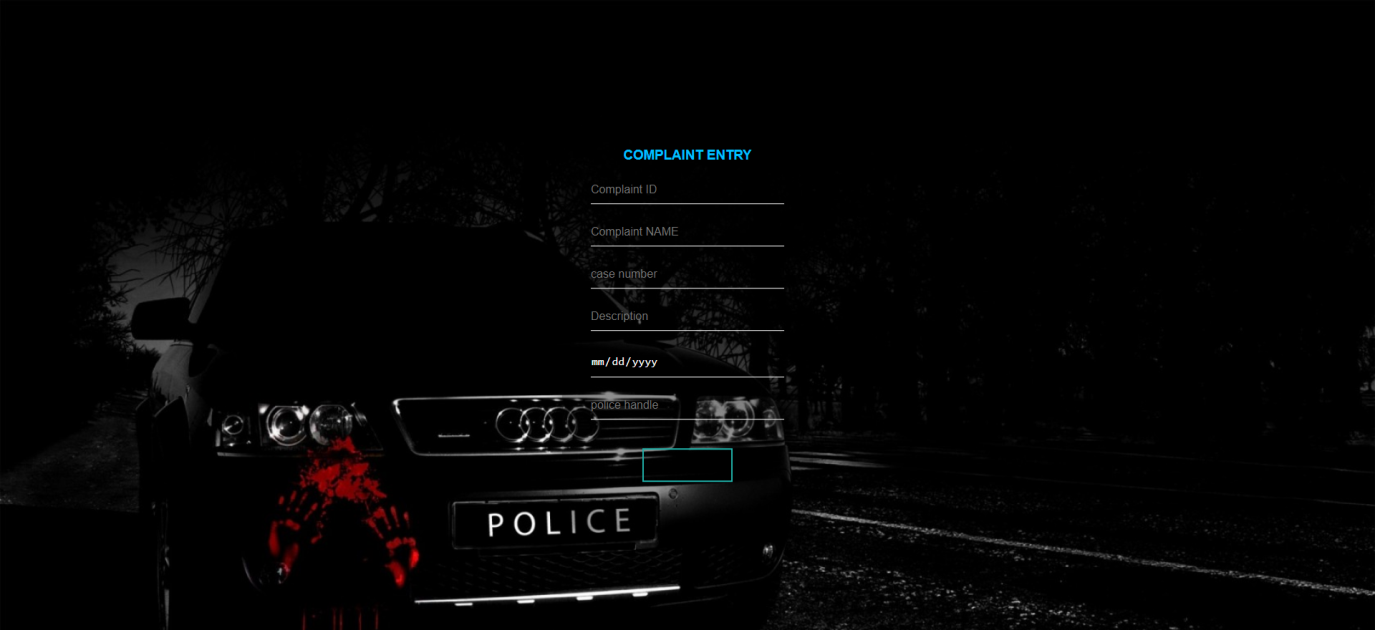 COMPLAINT ENTRY
Complaint ID
Complaint NAME
case number
Description
mm/dd/yyyy
police handle
POLICE